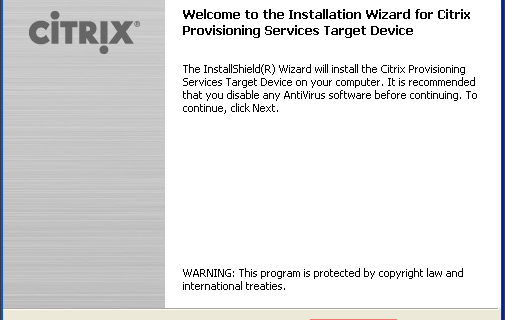 CiTRIX®
Welcome to the Installation Wizard for Citrix
Provisioning Services Target Device
The InstallShield(R) Wizard will install the Citrix Provisioning
Services Target Device on your computer. It is recommended
that you disable any AntiVirus software before continuing. To
continue, click Next.
WARNING: This program is protected by copyright law and
international treaties.